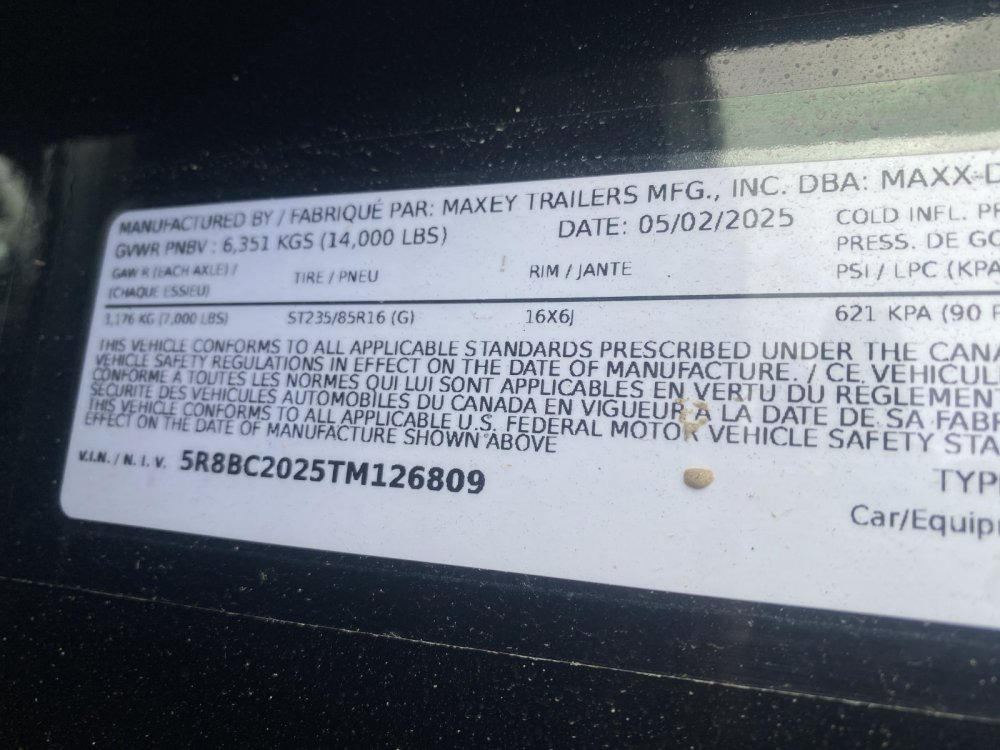 MANUFACTURED BY / FABRIQUÉ PAR: MAXEY TRAILERS MFG., INC. DBA: MAXX-D
GVWR PNBV : 6,351 KGS (14,000 LBS) DATE: 05/02/2025 COLD INFL. PR
PRESS. DE GO
GAWR (EACH AXLE) / TIRE / PNEU RIM / JANTE PSI / LPC (KPA
(CHAQUE ESSIEU)
3,176 KG (7,000 LBS) ST235/85R16 (G) 16X6J 621 KPA (90 P
THIS VEHICLE CONFORMS TO ALL APPLICABLE STANDARDS PRESCRIBED UNDER THE CANA
VEHICLE SAFETY REGULATIONS IN EFFECT ON THE DATE OF MANUFACTURE. / CE VEHICUL
CONFORME A TOUTES LES NORMES QUI LUI SONT APPLICABLES EN VERTU DU REGLEMENT
SECURITE DES VEHICULES AUTOMOBILES DU CANADA EN VIGUEUR A LA DATE DE SA FABR
THIS VEHICLE CONFORMS TO ALL APPLICABLE U.S. FEDERAL MOTOR VEHICLE SAFETY STA
EFFECT ON THE DATE OF MANUFACTURE SHOWN ABOVE
V.I.N. / N. I. V. 5R8BC2025TM126809
TYP
Car/Equip